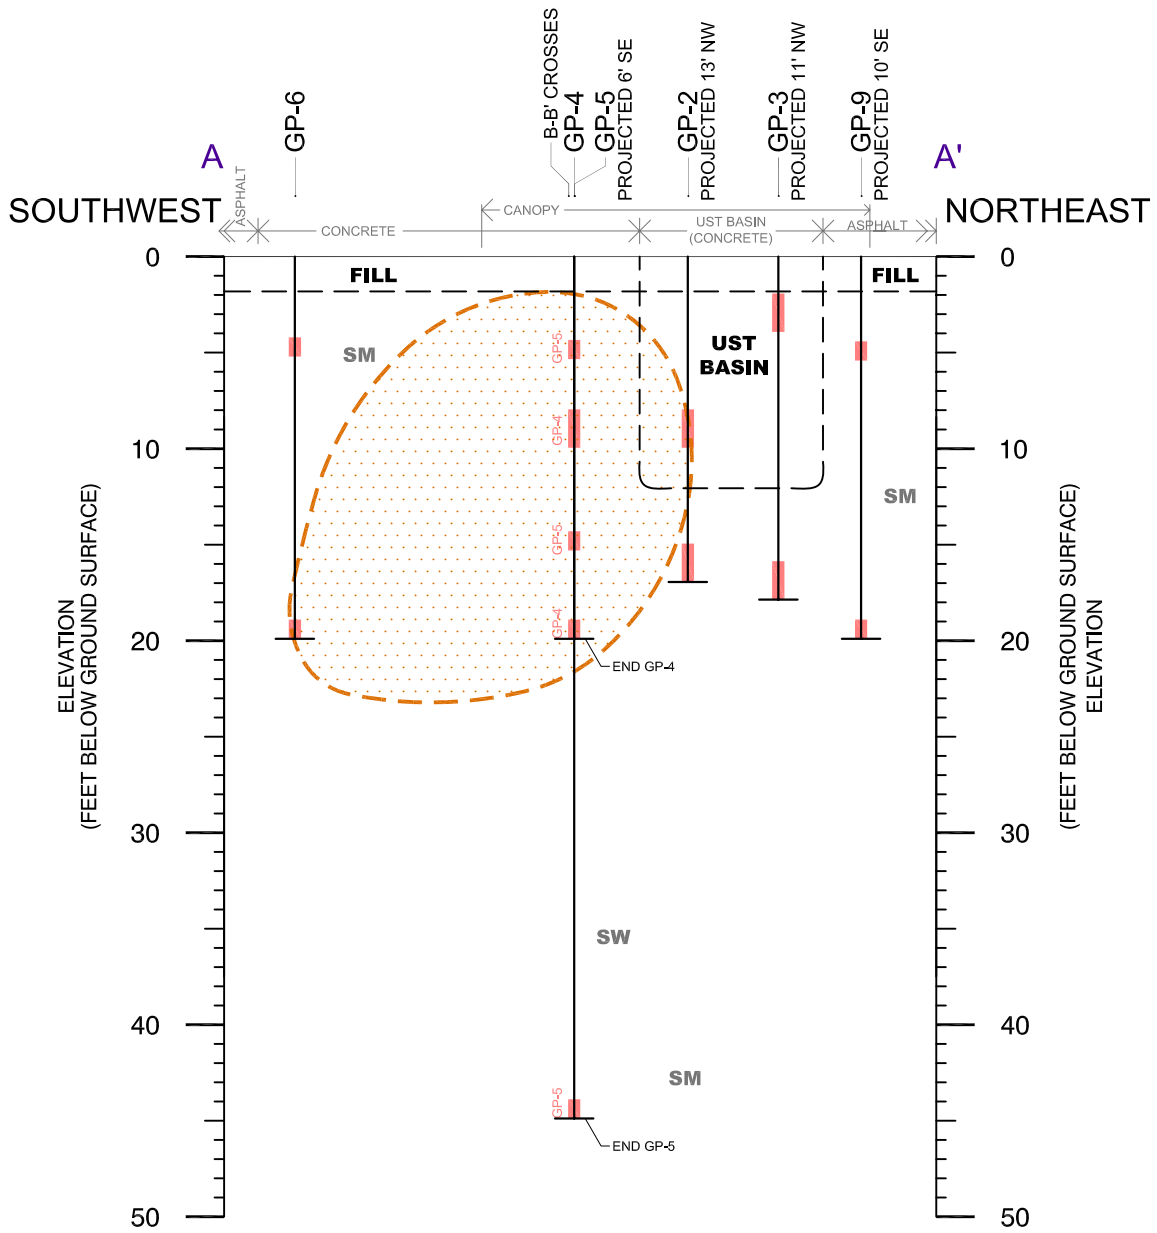 B-B' CROSSES
GP-6
GP-4
GP-5
PROJECTED 6' SE
GP-2
PROJECTED 13' NW
GP-3
PROJECTED 11' NW
GP-9
PROJECTED 10' SE
A
A'
SOUTHWEST
NORTHEAST
ASPHALT
CONCRETE
CANOPY
UST BASIN
(CONCRETE)
ASPHALT
0
FILL
FILL
0
UST
BASIN
SM
GP-5
GP-4
10
10
SM
GP-5
GP-4
20
20
END GP-4
ELEVATION
(FEET BELOW GROUND SURFACE)
(FEET BELOW GROUND SURFACE)
ELEVATION
30
30
SW
40
40
SM
GP-5
END GP-5
50
50